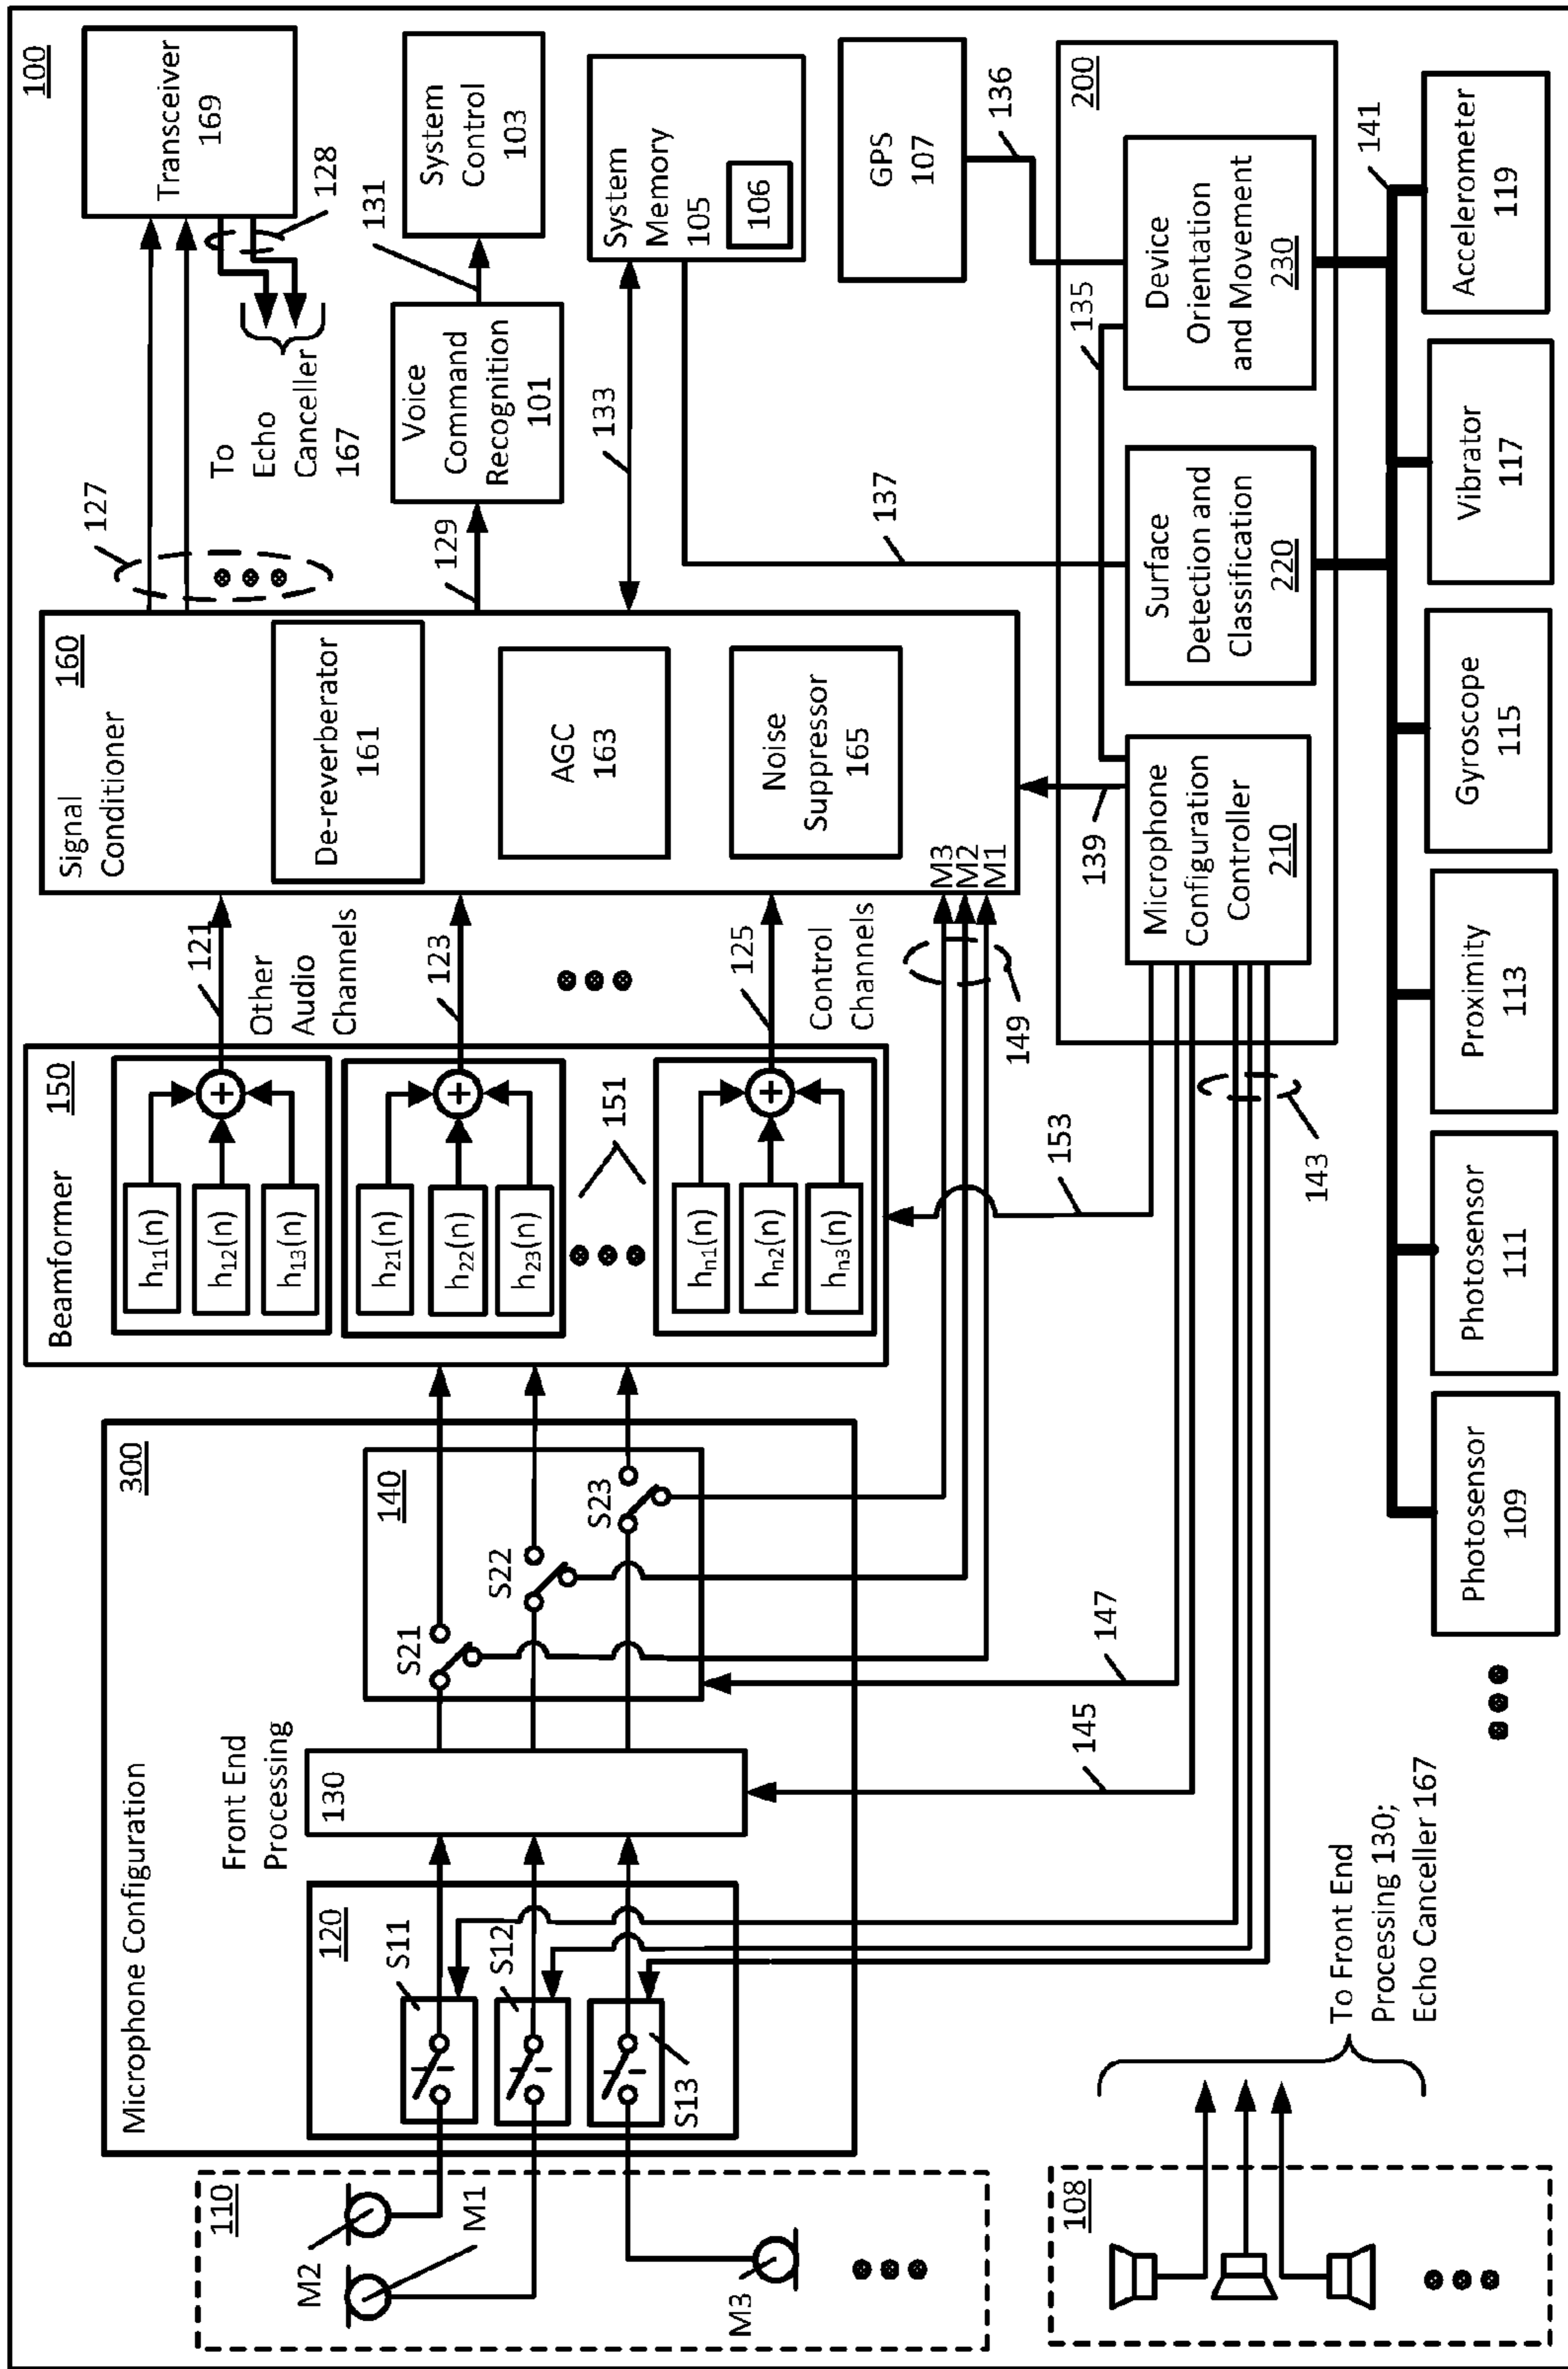 100
Microphone Configuration
300
110
M2
M1
M3
120
S11
S12
S13
Front End
Processing
130
140
S21
S22
S23
Beamformer
150
h11(n)
h12(n)
h13(n)
+
h21(n)
h22(n)
h23(n)
+
151
hn1(n)
hn2(n)
hn3(n)
+
121
Other
Audio
Channels
123
125
Control
Channels
Signal
Conditioner
160
De-reverberator
161
AGC
163
Noise
Suppressor
165
M3
M2
M1
149
127
Transceiver
169
128
To
Echo
Canceller
167
129
Voice
Command
Recognition
101
131
System
Control
103
133
System
Memory
105
106
137
GPS
107
136
200
135
139
Microphone
Configuration
Controller
210
Surface
Detection and
Classification
220
Device
Orientation
and Movement
230
153
143
147
145
141
108
To Front End
Processing 130;
Echo Canceller 167
Photosensor
109
Photosensor
111
Proximity
113
Gyroscope
115
Vibrator
117
Accelerometer
119